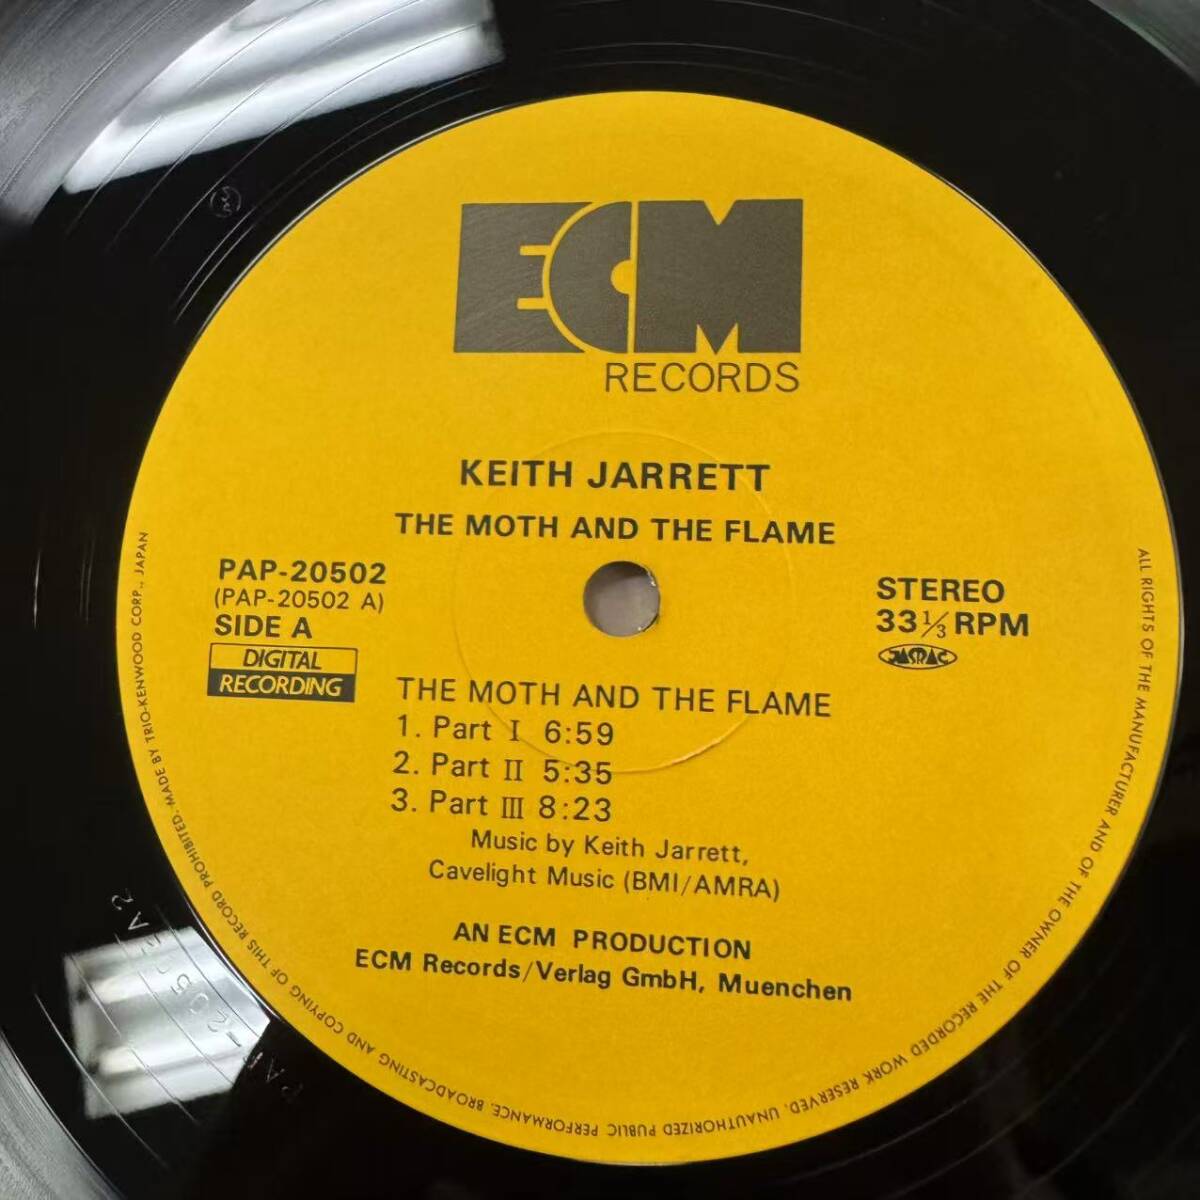 ECM
RECORDS
KEITH JARRETT
THE MOTH AND THE FLAME
PAP-20502
(PAP-20502 A)
SIDE A
DIGITAL
RECORDING
STEREO
33 1/3 RPM
JASRAC
THE MOTH AND THE FLAME
1. Part I 6:59
2. Part II 5:35
3. Part III 8:23
Music by Keith Jarrett,
Cavelight Music (BMI/AMRA)
AN ECM PRODUCTION
ECM Records/Verlag GmbH, Muenchen
ALL RIGHTS OF THE MANUFACTURER AND OF THE OWNER OF THE RECORDED WORK RESERVED. UNAUTHORIZED PUBLIC PERFORMANCE, BROADCASTING AND COPYING OF THIS RECORD PROHIBITED. MADE BY TRIO-KENWOOD CORP., JAPAN